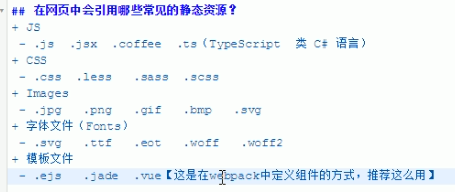 ## 在网页中会引用哪些常见的静态资源？
+ JS
- .js .jsx .coffee .ts（TypeScript 类 C# 语言）
+ CSS
- .css .less .sass .scss
+ Images
- .jpg .png .gif .bmp .svg
+ 字体文件（Fonts）
- .svg .ttf .eot .woff .woff2
+ 模板文件
- .ejs .jade .vue【这是在webpack中定义组件的方式，推荐这么用】